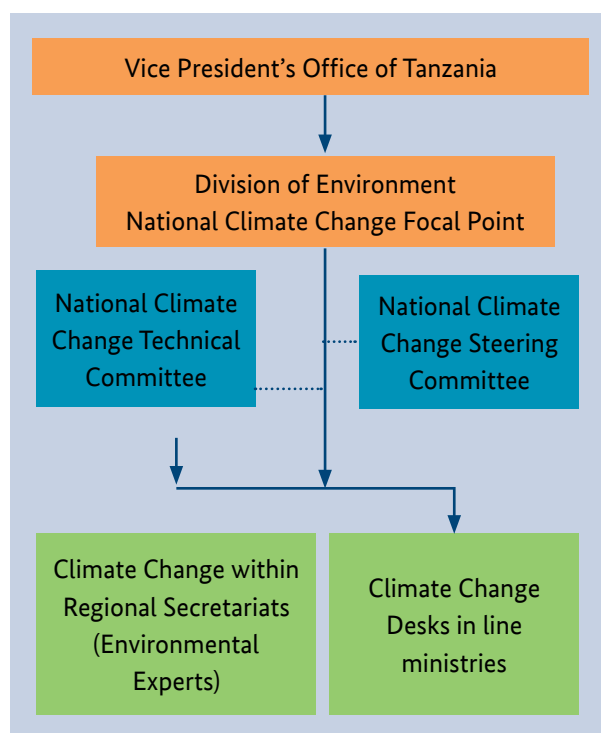 Vice President's Office of Tanzania
Division of Environment
National Climate Change Focal Point
National Climate
Change Technical
Committee
National Climate
Change Steering
Committee
Climate Change within
Regional Secretariats
(Environmental
Experts)
Climate Change
Desks in line
ministries